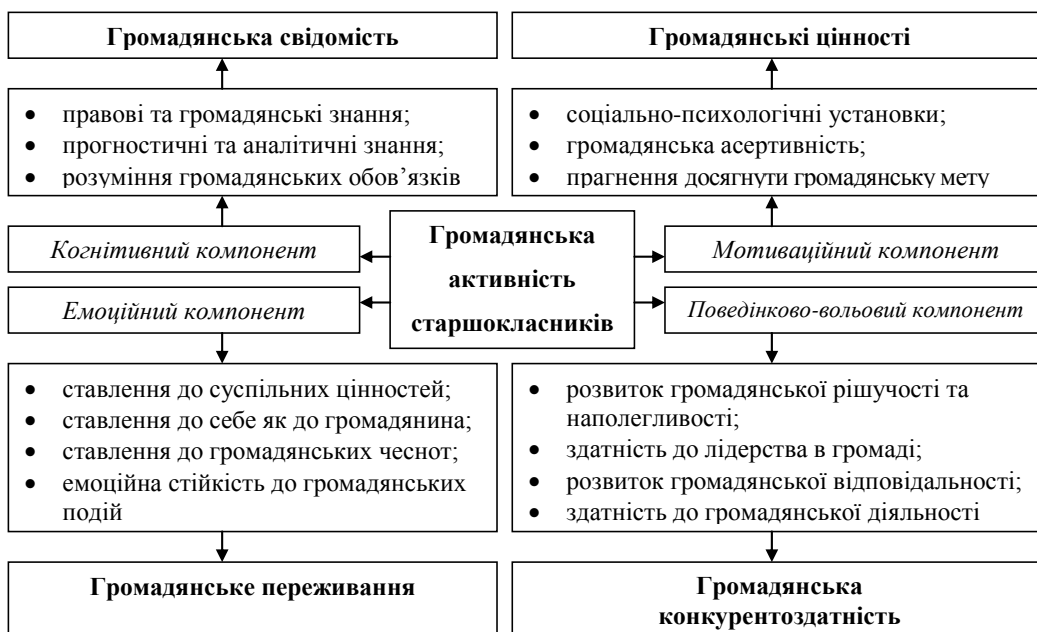 Громадянська свідомість
Громадянські цінності
• правові та громадянські знання;
• прогностичні та аналітичні знання;
• розуміння громадянських обов’язків
• соціально-психологічні установки;
• громадянська асертивність;
• прагнення досягнути громадянську мету
Когнітивний компонент
Громадянська
активність
старшокласників
Мотиваційний компонент
Емоційний компонент
Поведінково-вольовий компонент
• ставлення до суспільних цінностей;
• ставлення до себе як до громадянина;
• ставлення до громадянських чеснот;
• емоційна стійкість до громадянських
подій
• розвиток громадянської рішучості та
наполегливості;
• здатність до лідерства в громаді;
• розвиток громадянської відповідальності;
• здатність до громадянської діяльності
Громадянське переживання
Громадянська
конкурентоздатність